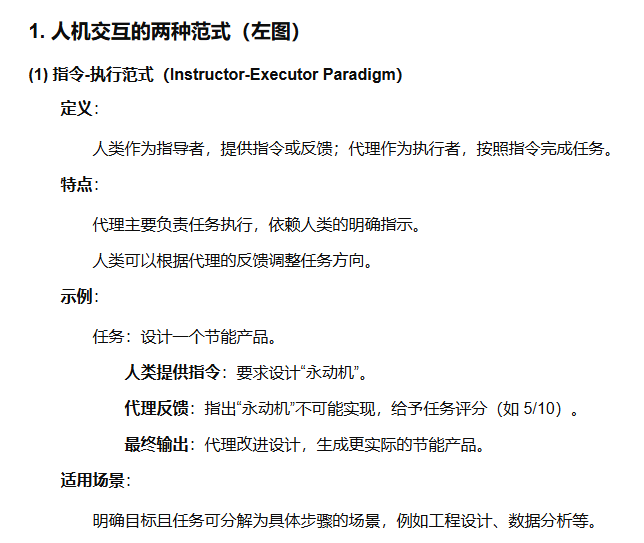 1. 人机交互的两种范式（左图）
(1) 指令-执行范式（Instructor-Executor Paradigm）
定义：
人类作为指导者，提供指令或反馈；代理作为执行者，按照指令完成任务。
特点：
代理主要负责任务执行，依赖人类的明确指示。
人类可以根据代理的反馈调整任务方向。
示例：
任务：设计一个节能产品。
人类提供指令：要求设计“永动机”。
代理反馈：指出“永动机”不可能实现，给予任务评分（如 5/10）。
最终输出：代理改进设计，生成更实际的节能产品。
适用场景：
明确目标且任务可分解为具体步骤的场景，例如工程设计、数据分析等。